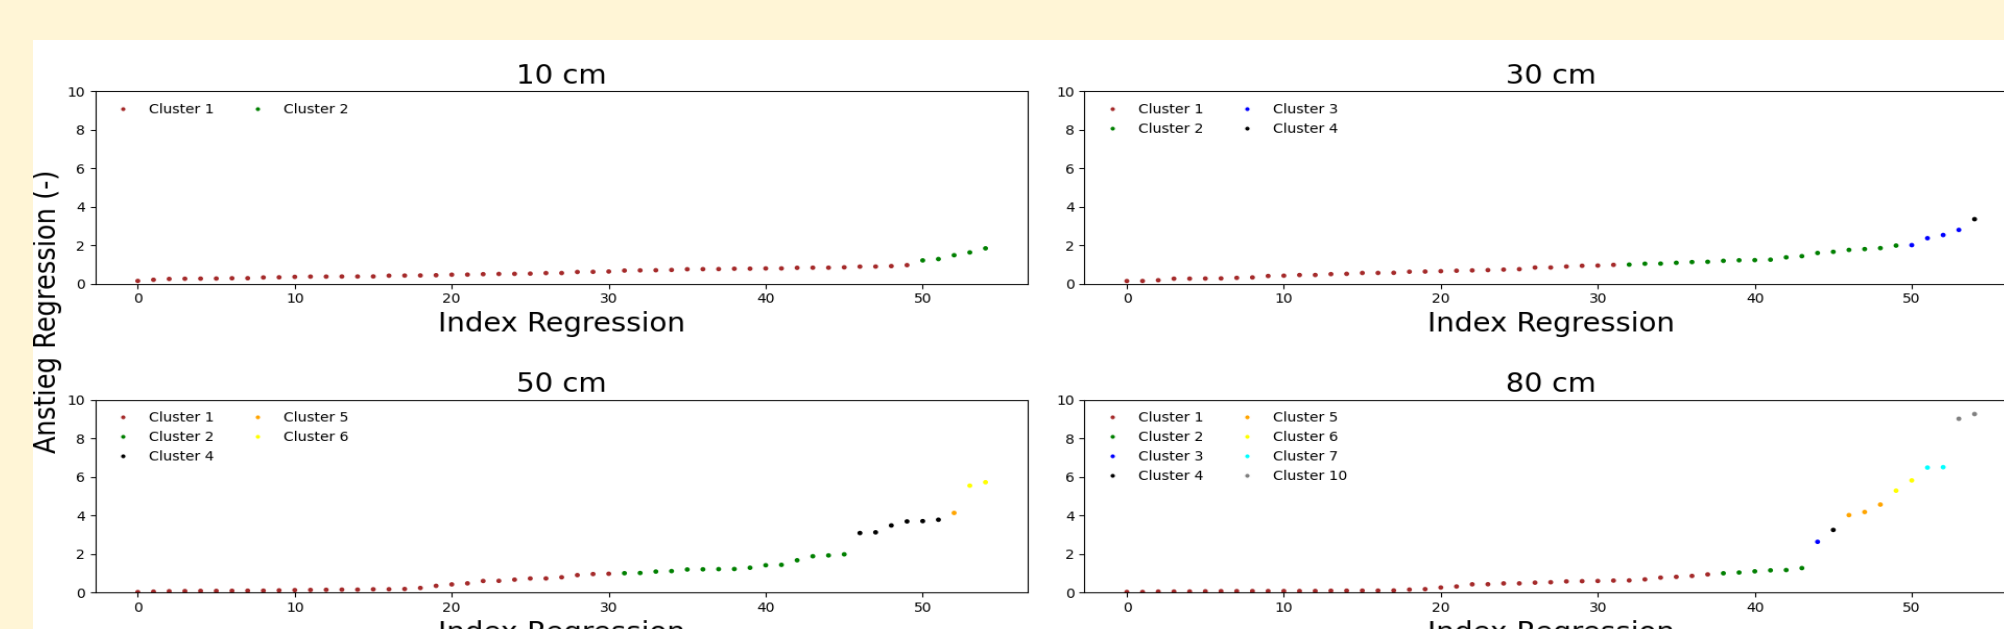 10 cm
30 cm
10
Cluster 1
Cluster 2
8
6
4
2
0
0
10
20
30
40
50
Index Regression
10
Cluster 1
Cluster 3
8
Cluster 2
Cluster 4
6
4
2
0
0
10
20
30
40
50
Index Regression
Anstieg Regression (-)
50 cm
80 cm
10
Cluster 1
Cluster 5
8
Cluster 2
Cluster 6
Cluster 4
6
4
2
0
0
10
20
30
40
50
Index Regression
10
Cluster 1
Cluster 5
8
Cluster 2
Cluster 6
Cluster 3
Cluster 7
6
Cluster 4
Cluster 10
4
2
0
0
10
20
30
40
50
Index Regression